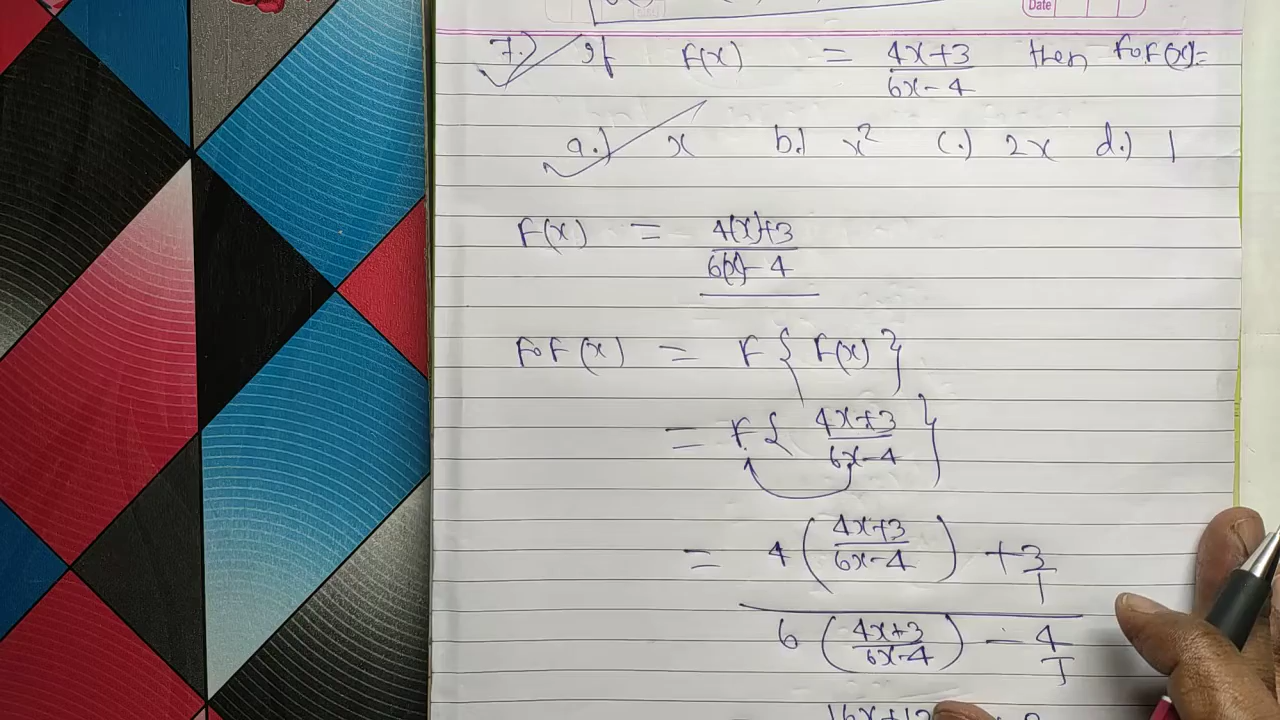 Date
7.) If F(x) = 4x+3 / 6x-4 then FoF(x)=
a.) x b.) x² (c.) 2x d.) 1
F(x) = 4(x)+3 / 6(x)-4
FoF(x) = F{ F(x) }
= F{ 4x+3 / 6x-4 }
= 4(4x+3 / 6x-4) + 3/1
6(4x+3 / 6x-4) - 4/1